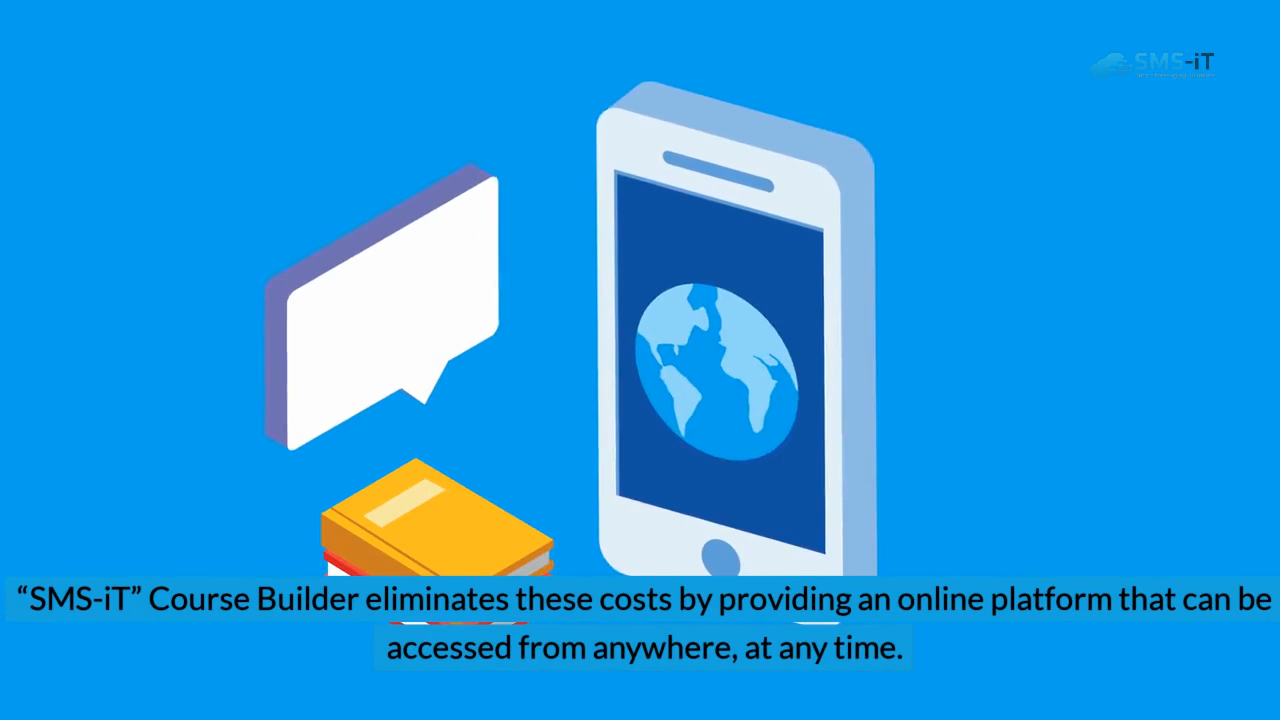 SMS-iT
“SMS-iT” Course Builder eliminates these costs by providing an online platform that can be
accessed from anywhere, at any time.